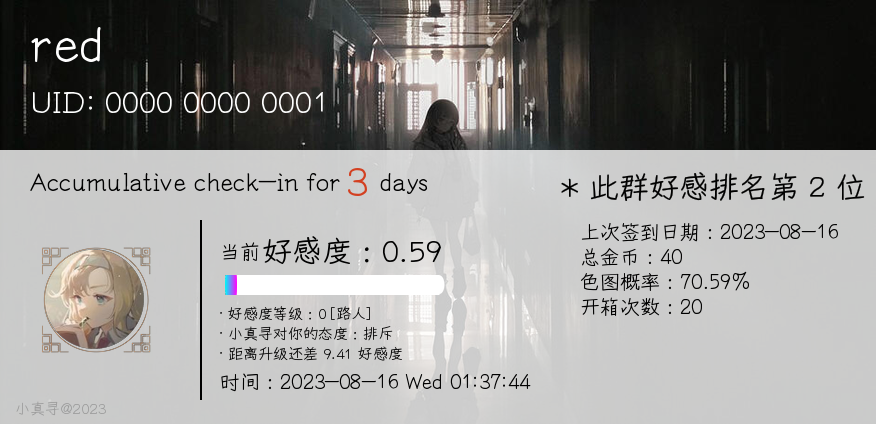 red
UID: 0000 0000 0001
Accumulative check-in for 3 days
* 此群好感排名第 2 位
上次签到日期：2023-08-16
总金币：40
色图概率：70.59%
开箱次数：20
当前好感度：0.59
·好感度等级：0[路人]
·小真寻对你的态度：排斥
·距离升级还差 9.41 好感度
时间：2023-08-16 Wed 01:37:44
小真寻@2023